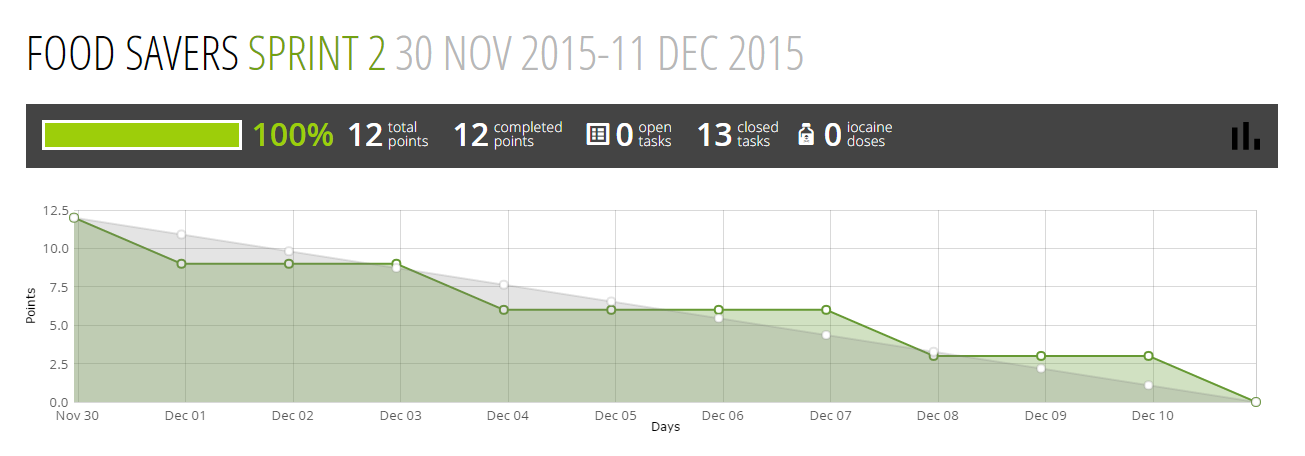 FOOD SAVERS SPRINT 2 30 NOV 2015-11 DEC 2015
100% 12 total points 12 completed points 0 open tasks 13 closed tasks 0 iocaine doses
12.5
10.0
7.5
5.0
2.5
0.0
Points
Nov 30 Dec 01 Dec 02 Dec 03 Dec 04 Dec 05 Dec 06 Dec 07 Dec 08 Dec 09 Dec 10
Days